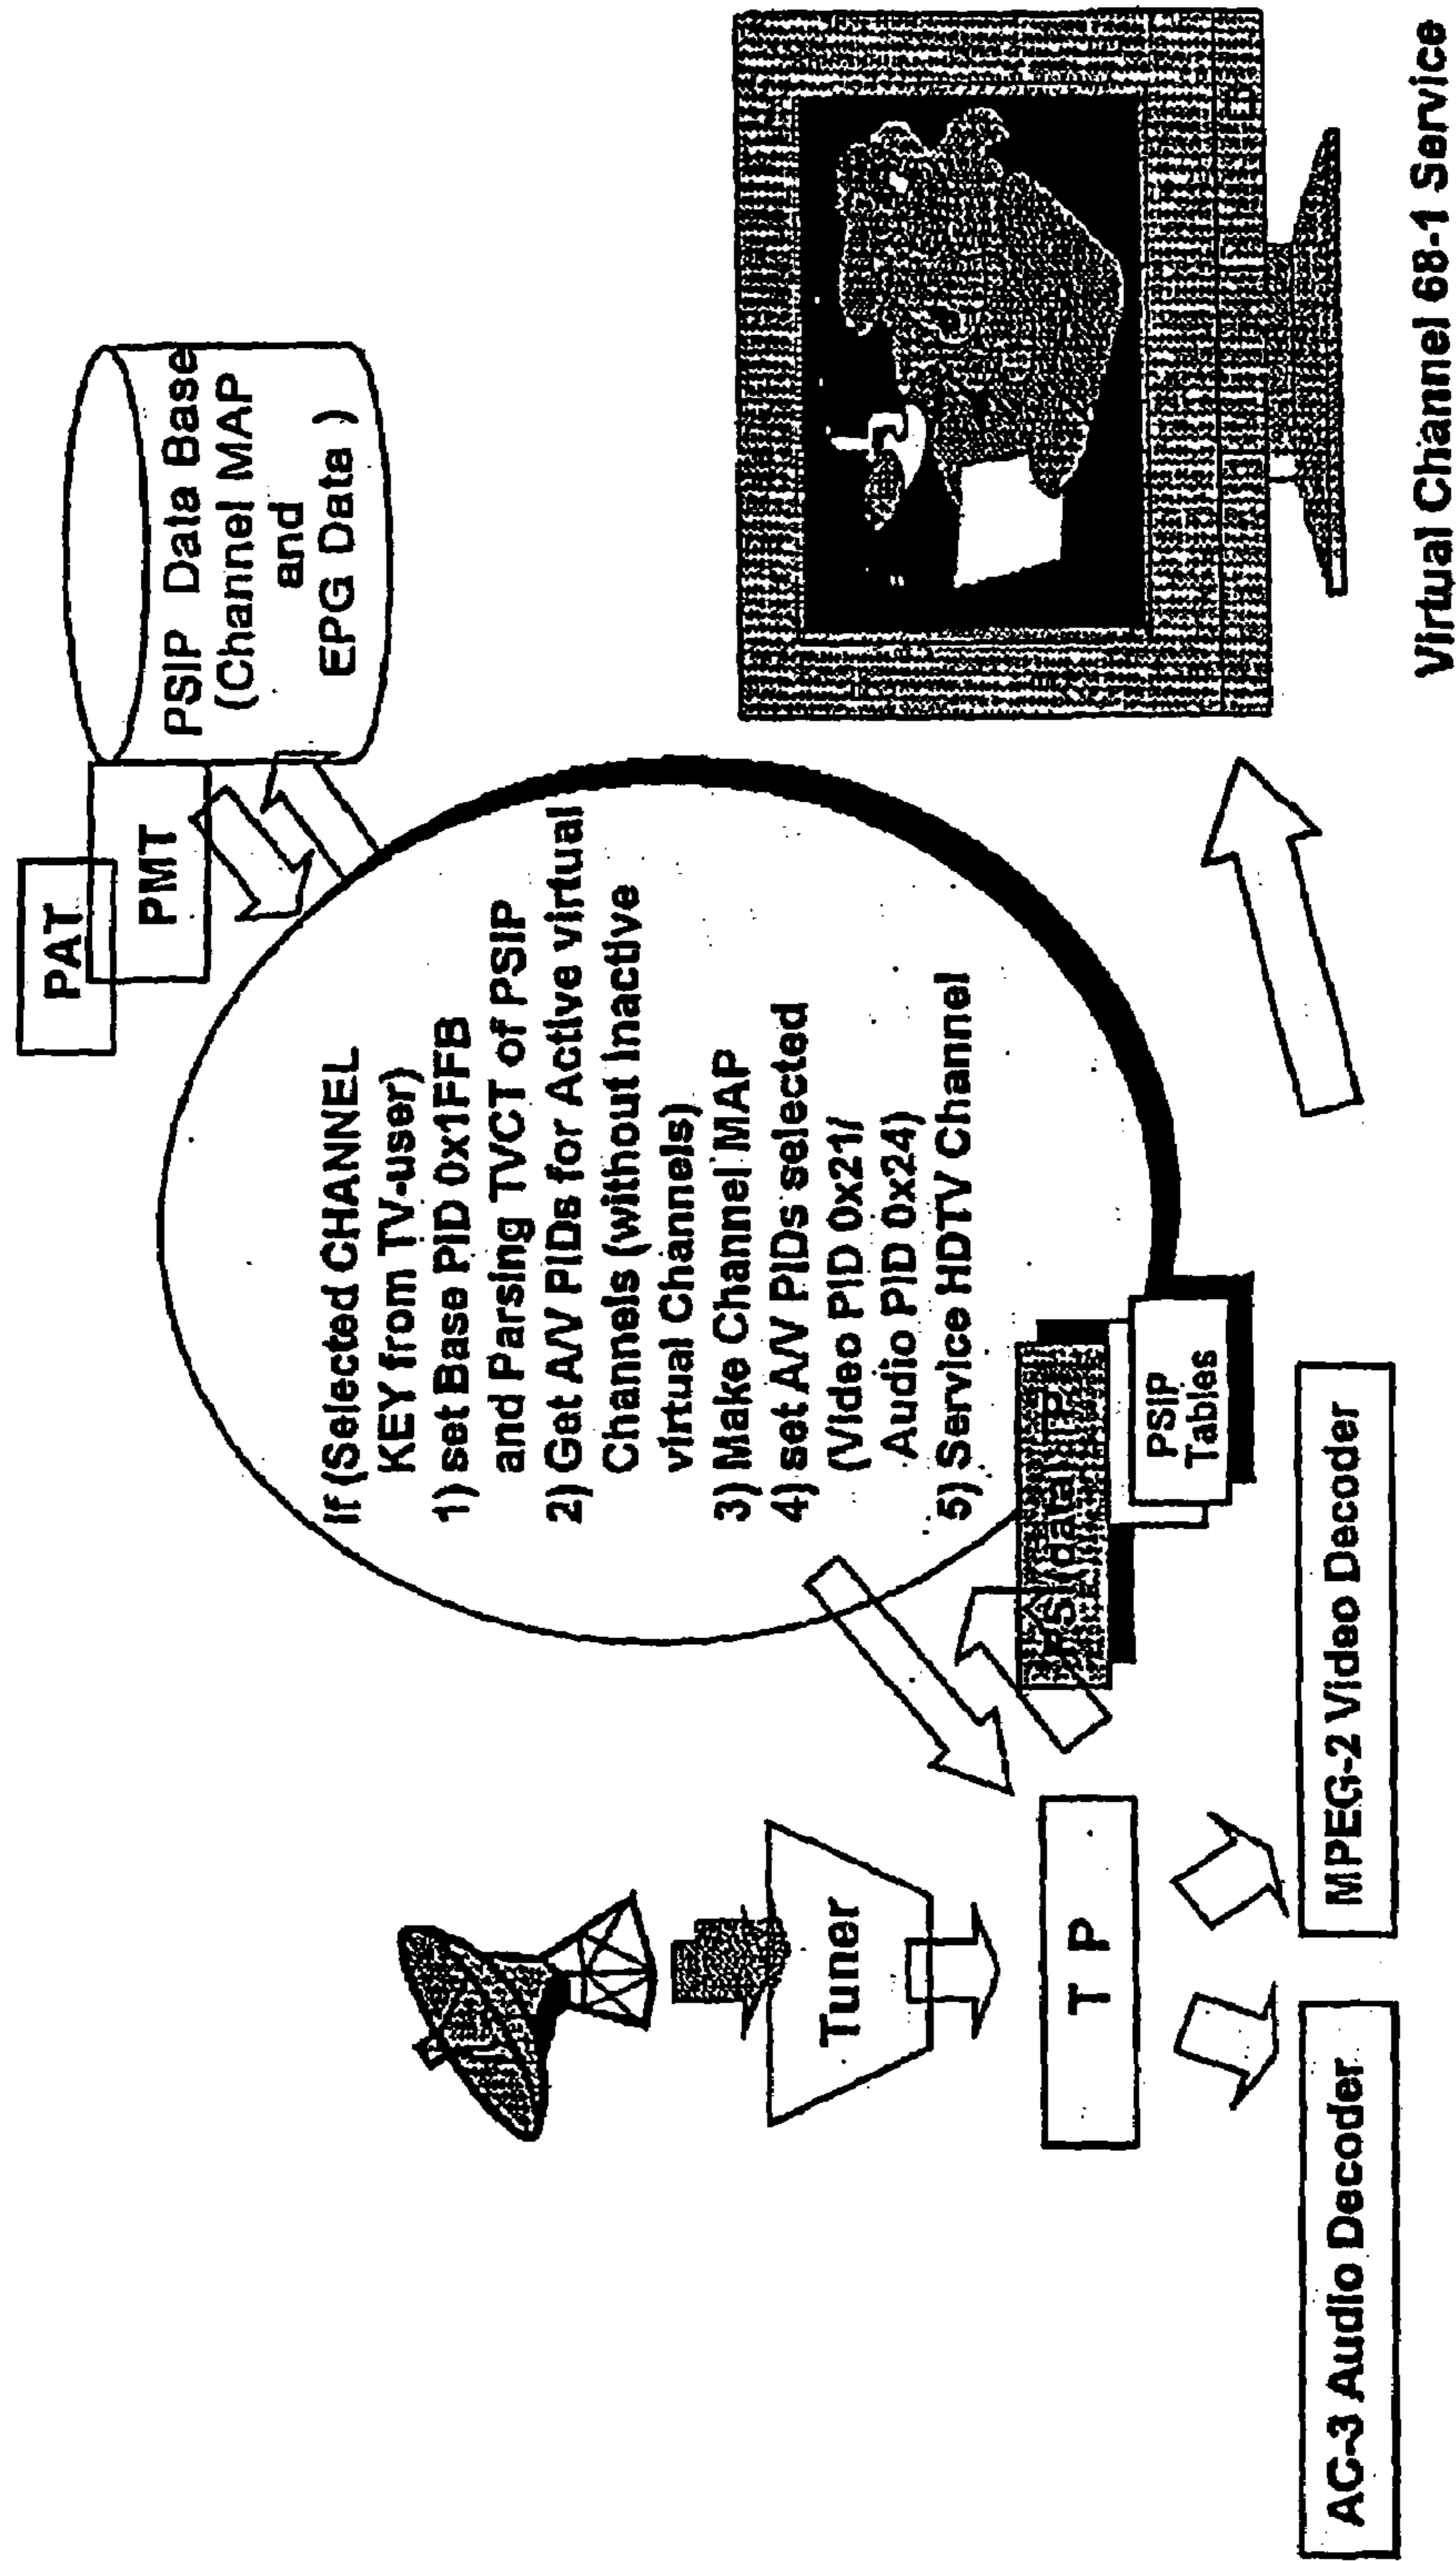 PAT
PMT
PSIP Data Base
(Channel MAP
and
EPG Data )
If (Selected CHANNEL
KEY from TV-user)
1) set Base PID 0x1FFB
and Parsing TVCT of PSIP
2) Get A/V PIDs for Active virtual
Channels (without Inactive
virtual Channels)
3) Make Channel MAP
4) set A/V PIDs selected
(Video PID 0x21/
Audio PID 0x24)
5) Service HDTV Channel
Tuner
T P
PSIP
Tables
AC-3 Audio Decoder
MPEG-2 Video Decoder
Virtual Channel 68-1 Service